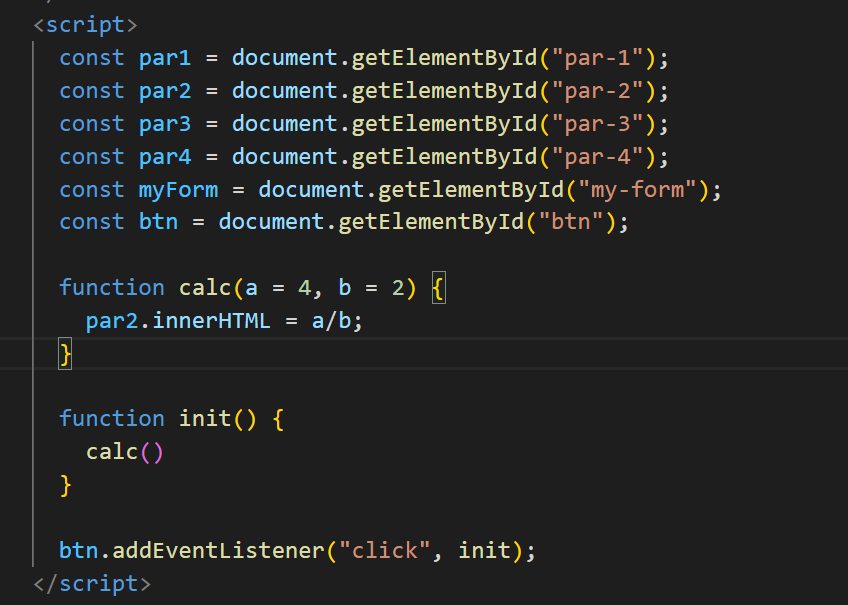 <script>
const par1 = document.getElementById("par-1");
const par2 = document.getElementById("par-2");
const par3 = document.getElementById("par-3");
const par4 = document.getElementById("par-4");
const myForm = document.getElementById("my-form");
const btn = document.getElementById("btn");
function calc(a = 4, b = 2) {
par2.innerHTML = a/b;
}
function init() {
calc()
}
btn.addEventListener("click", init);
</script>